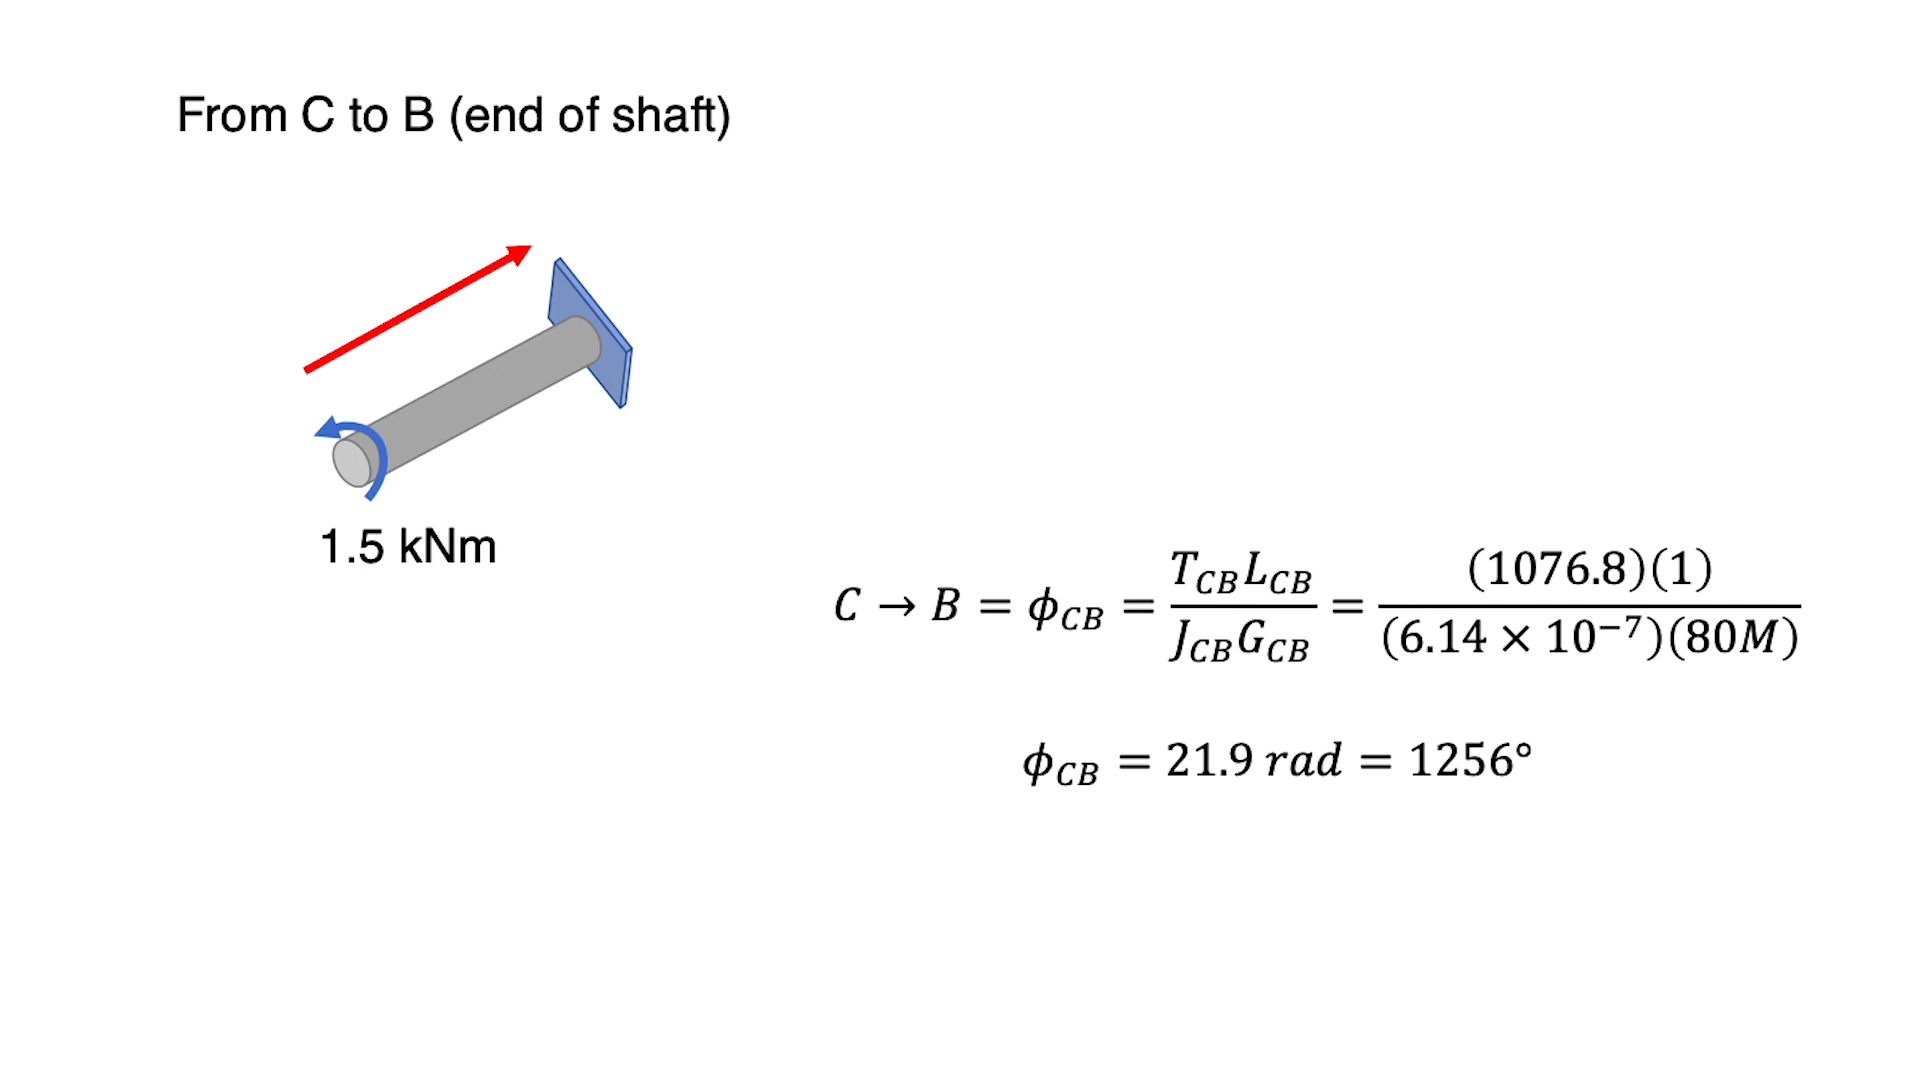 From C to B (end of shaft)
1.5 kNm
C → B = ϕ_CB = T_CB L_CB / J_CB G_CB = (1076.8)(1) / (6.14 × 10⁻⁷)(80M)
ϕ_CB = 21.9 rad = 1256°